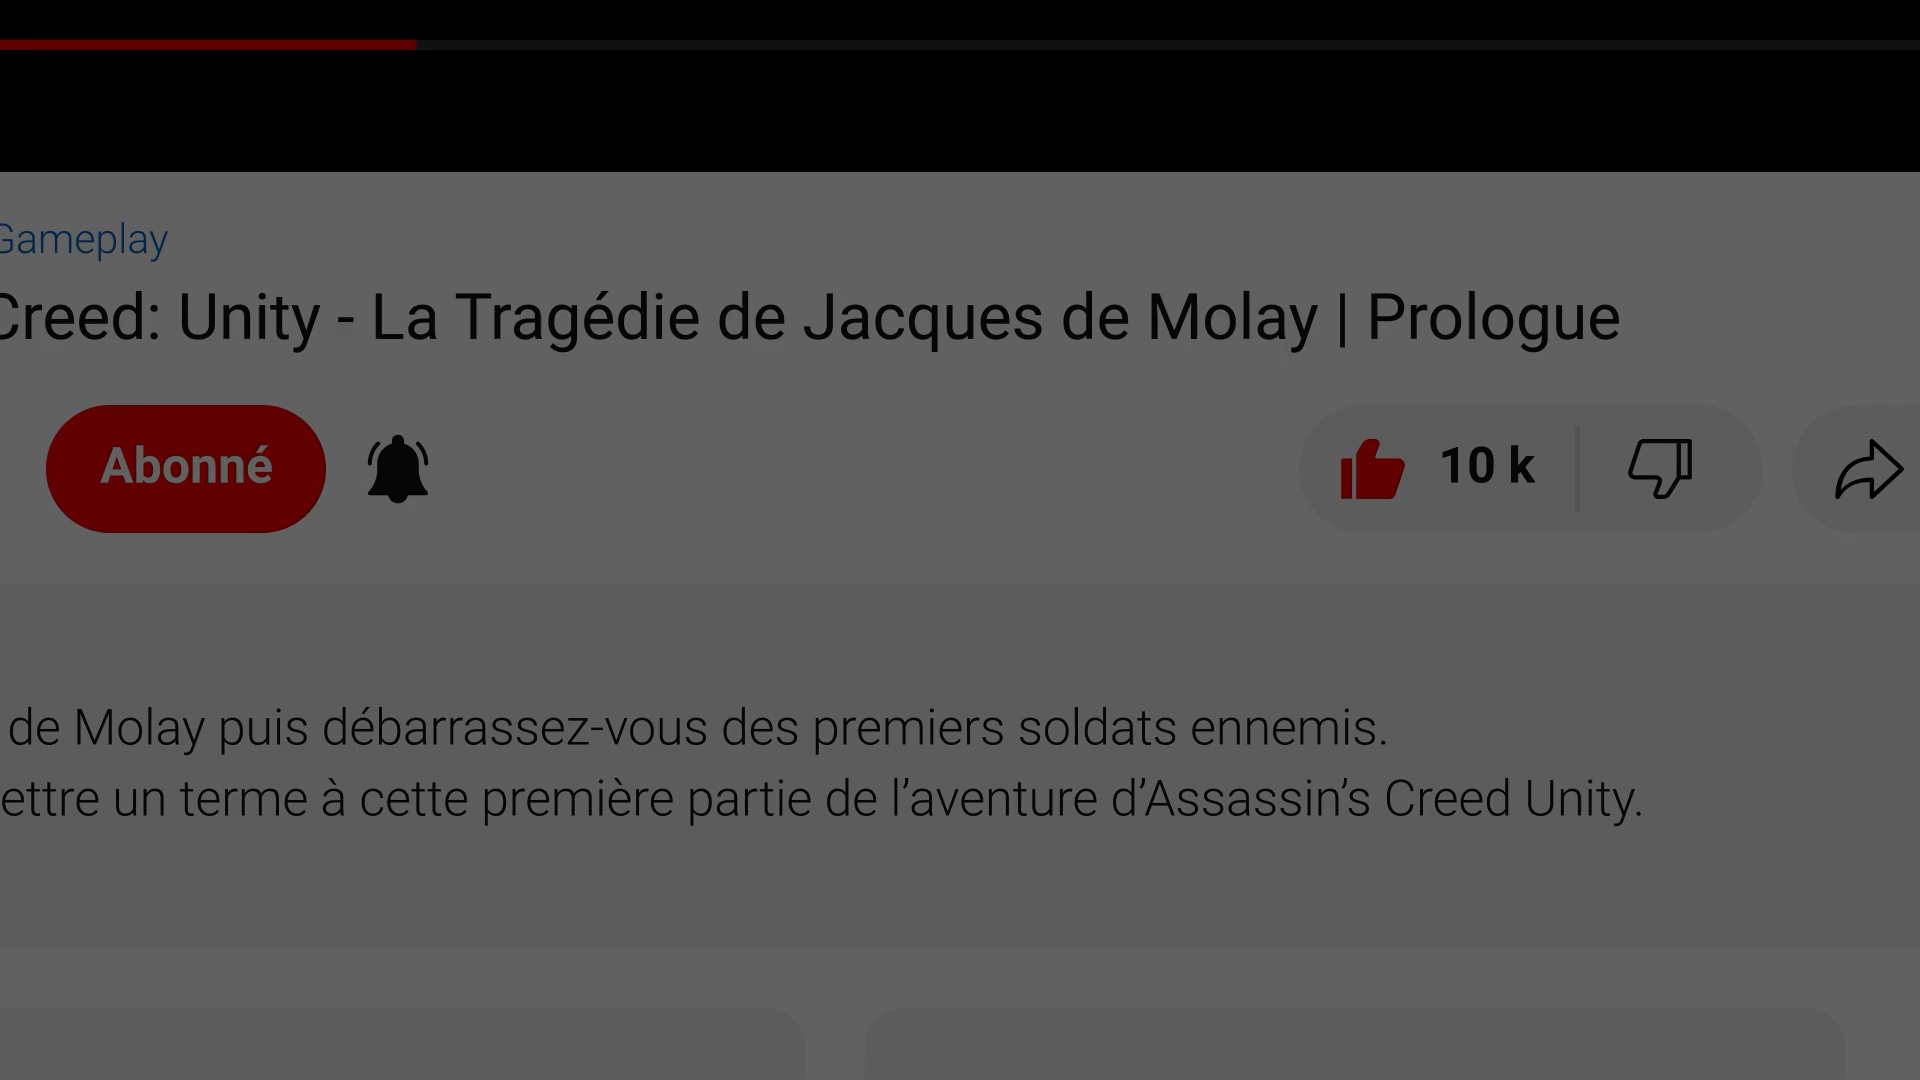 Gameplay
Creed: Unity - La Tragédie de Jacques de Molay | Prologue
Abonné
10 k
de Molay puis débarrassez-vous des premiers soldats ennemis.
ettre un terme à cette première partie de l’aventure d’Assassin’s Creed Unity.